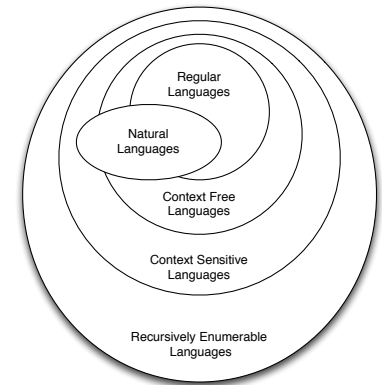 Regular
Languages
Natural
Languages
Context Free
Languages
Context Sensitive
Languages
Recursively Enumerable
Languages